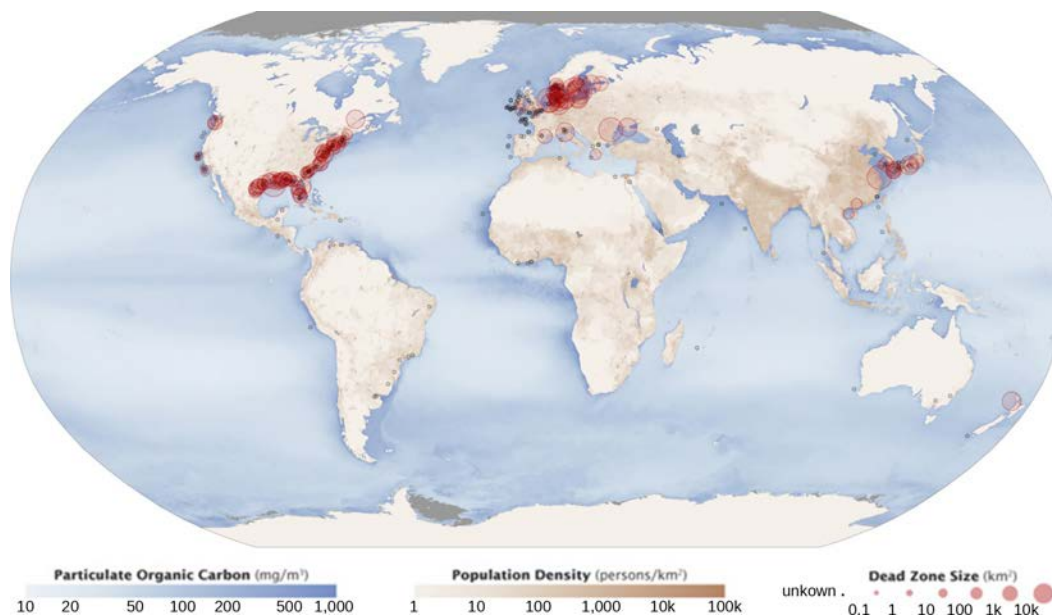 Particulate Organic Carbon (mg/m³)
10 20 50 100 200 500 1,000
Population Density (persons/km²)
1 10 100 1,000 10k 100k
unkown . Dead Zone Size (km²)
0.1 1 10 100 1k 10k